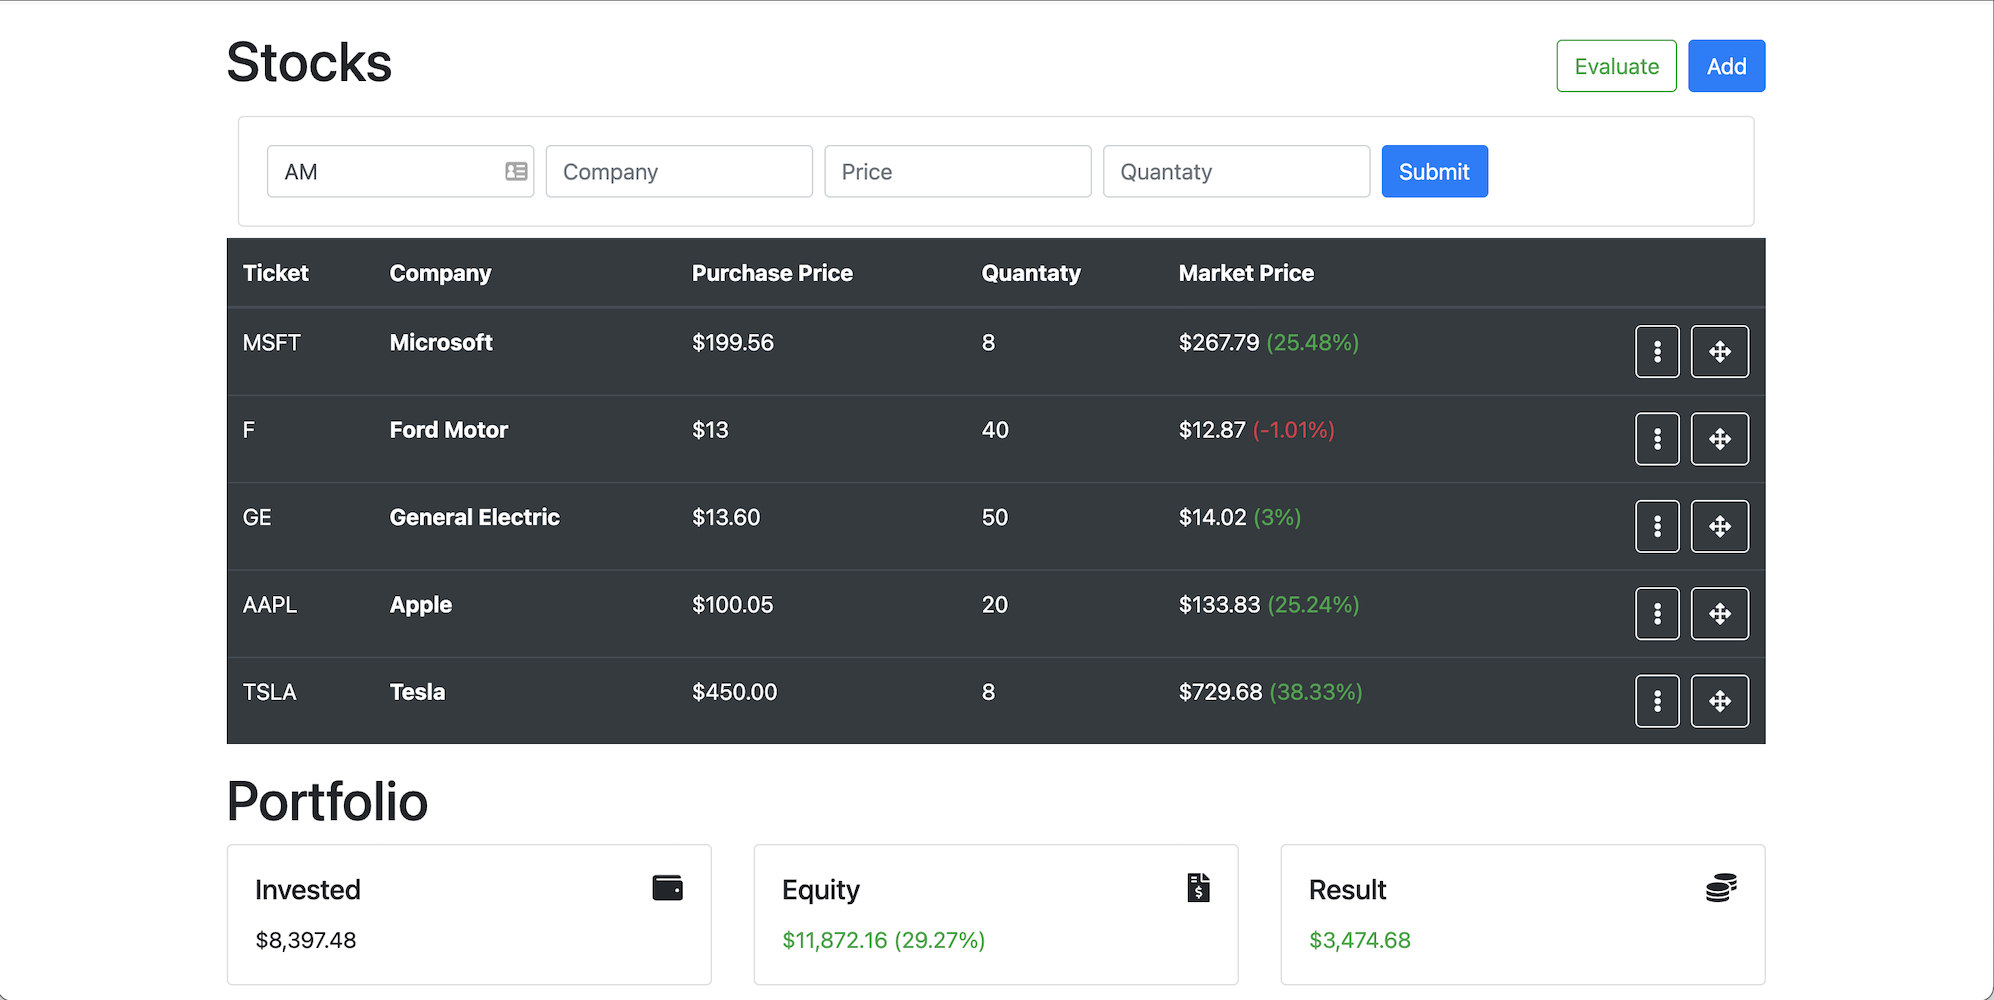 Stocks
Evaluate Add
AM Company Price Quantaty Submit
Ticket Company Purchase Price Quantaty Market Price
MSFT Microsoft $199.56 8 $267.79 (25.48%)
F Ford Motor $13 40 $12.87 (-1.01%)
GE General Electric $13.60 50 $14.02 (3%)
AAPL Apple $100.05 20 $133.83 (25.24%)
TSLA Tesla $450.00 8 $729.68 (38.33%)
Portfolio
Invested
$8,397.48
Equity
$11,872.16 (29.27%)
Result
$3,474.68